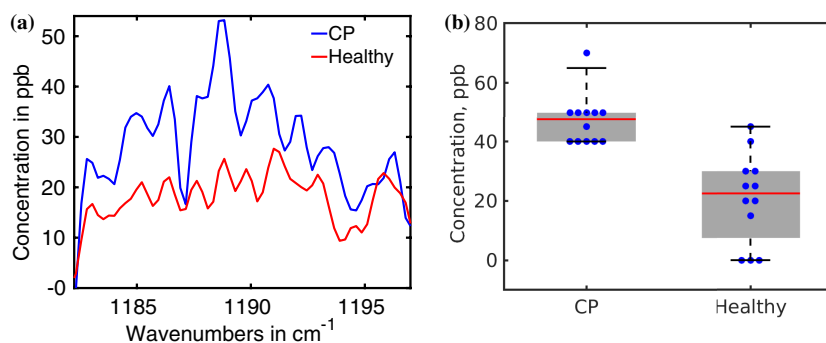 (a)
CP
Healthy
Concentration in ppb
50
40
30
20
10
-0
1185
1190
1195
Wavenumbers in cm⁻¹
(b)
Concentration, ppb
80
60
40
20
0
CP
Healthy